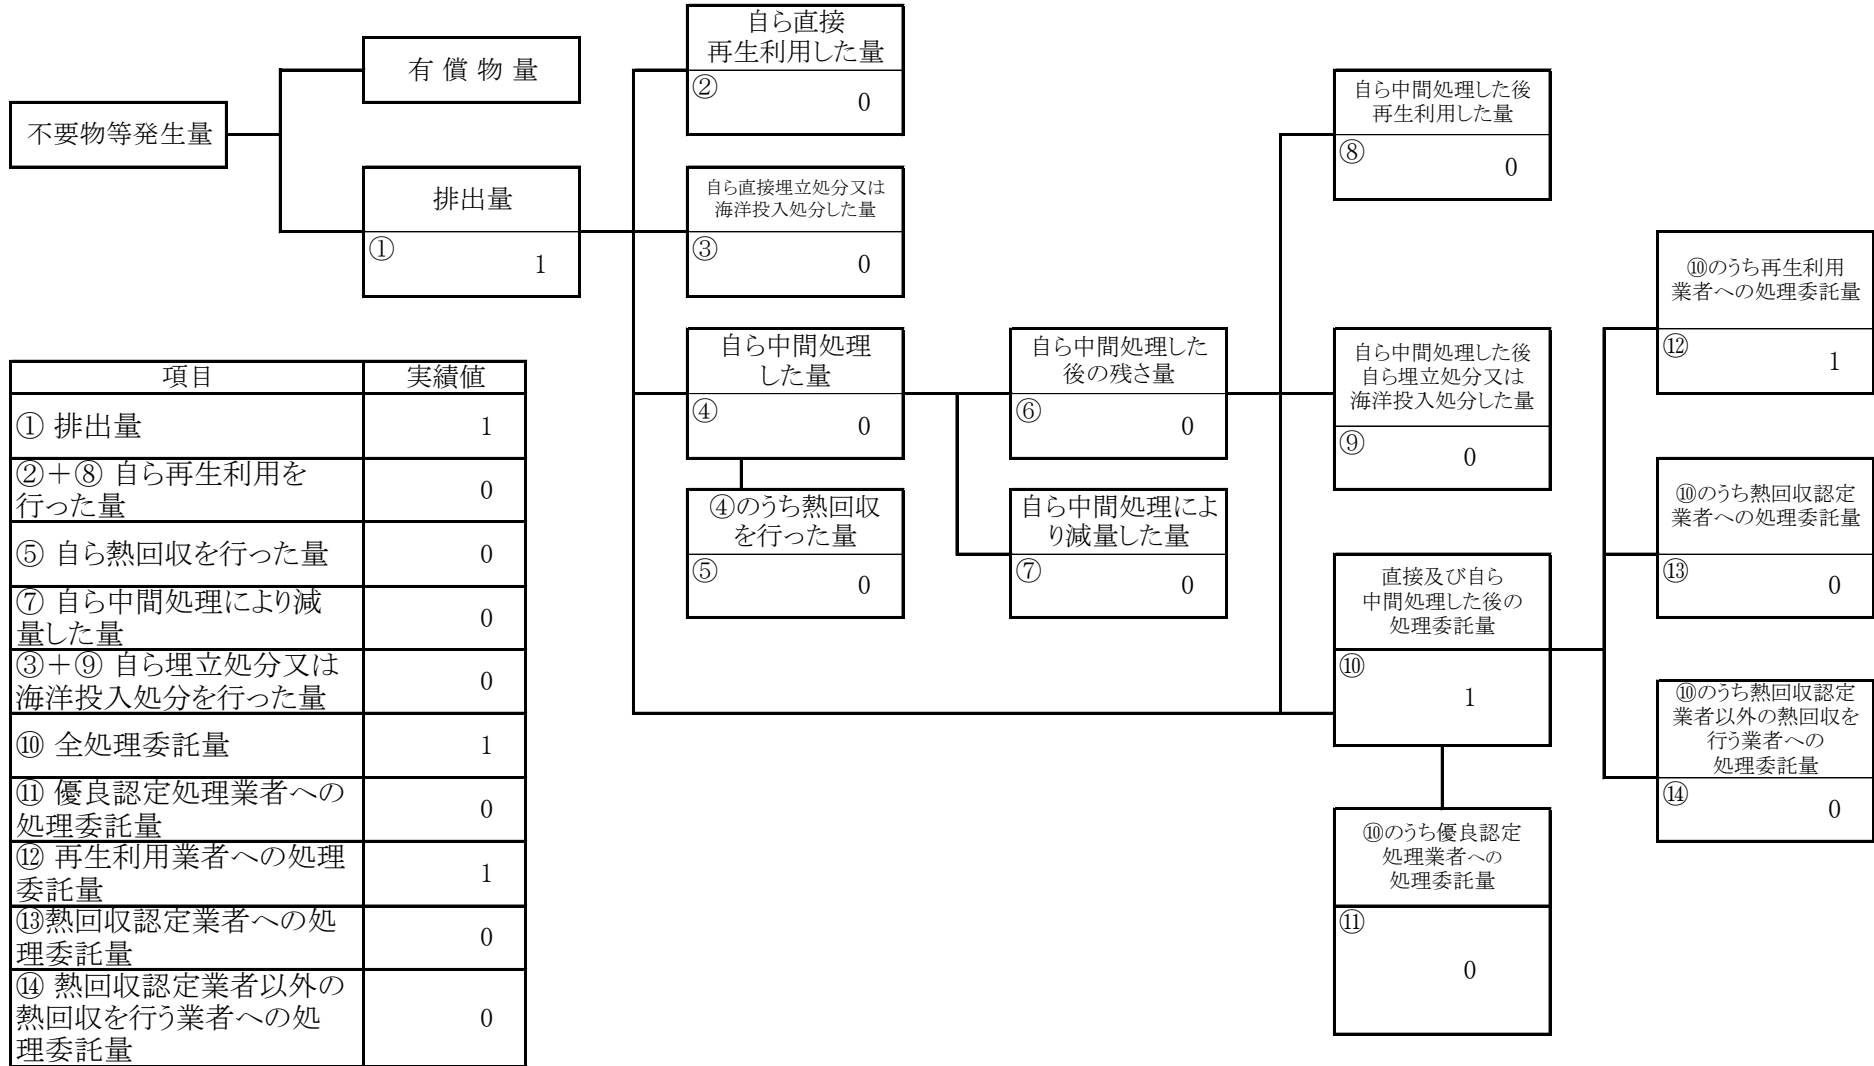 不要物等発生量
有 償 物 量
排出量
①
1
自ら直接
再生利用した量
②
0
自ら直接埋立処分又は
海洋投入処分した量
③
0
自ら中間処理
した量
④
0
④のうち熱回収
を行った量
⑤
0
自ら中間処理した
後の残さ量
⑥
0
自ら中間処理によ
り減量した量
⑦
0
自ら中間処理した後
再生利用した量
⑧
0
自ら中間処理した後
自ら埋立処分又は
海洋投入処分した量
⑨
0
直接及び自ら
中間処理した後の
処理委託量
⑩
1
⑩のうち優良認定
処理業者への
処理委託量
⑪
0
⑩のうち再生利用
業者への処理委託量
⑫
1
⑩のうち熱回収認定
業者への処理委託量
⑬
0
⑩のうち熱回収認定
業者以外の熱回収を
行う業者への
処理委託量
⑭
0
項目 実績値
① 排出量 1
②＋⑧ 自ら再生利用を
行った量 0
⑤ 自ら熱回収を行った量 0
⑦ 自ら中間処理により減
量した量 0
③＋⑨ 自ら埋立処分又は
海洋投入処分を行った量 0
⑩ 全処理委託量 1
⑪ 優良認定処理業者への
処理委託量 0
⑫ 再生利用業者への処理
委託量 1
⑬熱回収認定業者への処
理委託量 0
⑭ 熱回収認定業者以外の
熱回収を行う業者への処
理委託量 0